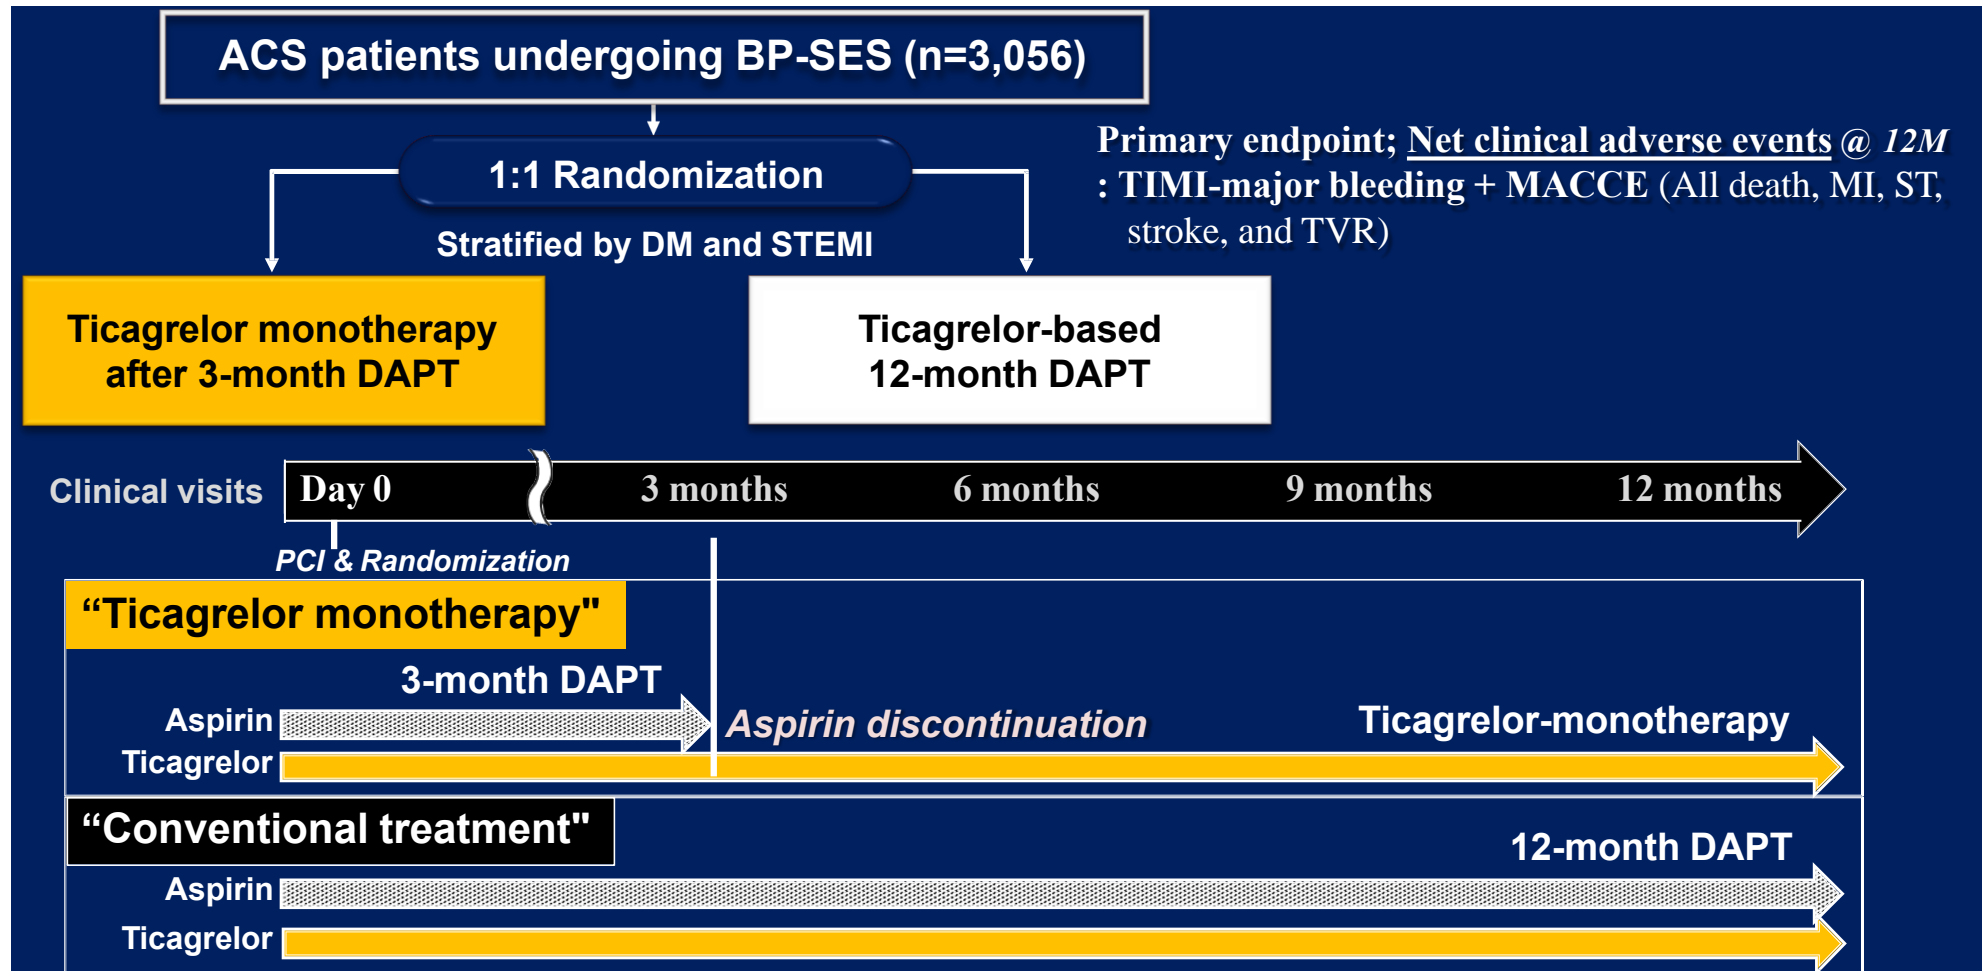 ACS patients undergoing BP-SES (n=3,056)
1:1 Randomization
Stratified by DM and STEMI
Primary endpoint; Net clinical adverse events @ 12M
: TIMI-major bleeding + MACCE (All death, MI, ST,
stroke, and TVR)
Ticagrelor monotherapy
after 3-month DAPT
Ticagrelor-based
12-month DAPT
Clinical visits Day 0 3 months 6 months 9 months 12 months
PCI & Randomization
“Ticagrelor monotherapy"
3-month DAPT
Aspirin Aspirin discontinuation Ticagrelor-monotherapy
Ticagrelor
“Conventional treatment"
12-month DAPT
Aspirin
Ticagrelor